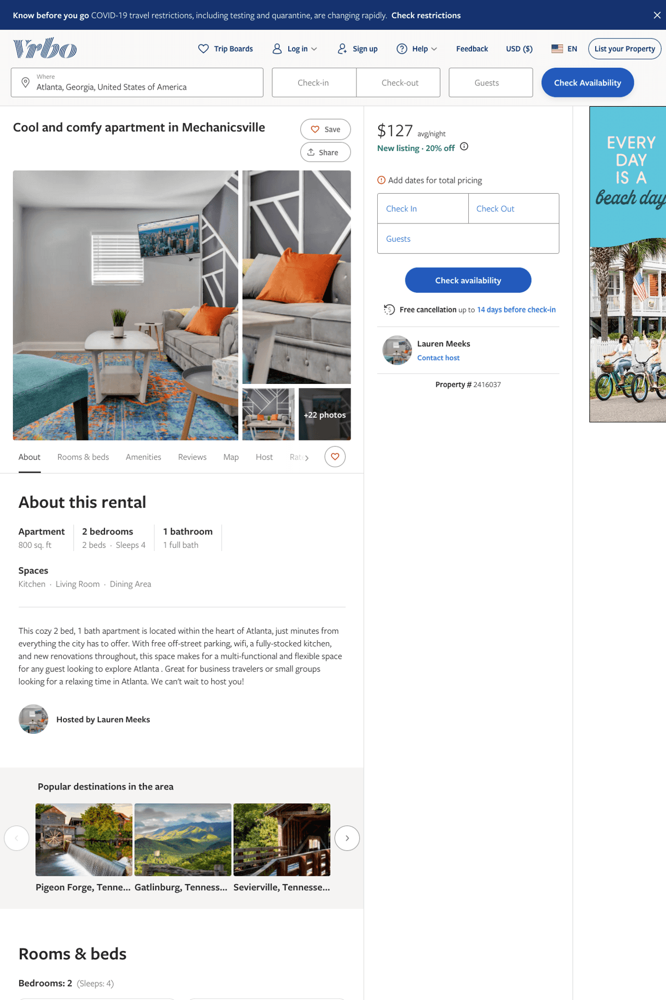 Know before you go COVID-19 travel restrictions, including testing and quarantine, are changing rapidly. Check restrictions
Vrbo
Trip Boards
Log in
Sign up
Help
Feedback
USD ($)
EN
List your Property
Where
Atlanta, Georgia, United States of America
Check-in
Check-out
Guests
Check Availability
Cool and comfy apartment in Mechanicsville
Save
Share
+22 photos
$127 avg/night
New listing · 20% off
Add dates for total pricing
Check In
Check Out
Guests
Check availability
Free cancellation up to 14 days before check-in
Lauren Meeks
Contact host
Property # 2416037
EVERY
DAY
IS A
beach day
About
Rooms & beds
Amenities
Reviews
Map
Host
About this rental
Apartment
800 sq. ft
2 bedrooms
2 beds · Sleeps 4
1 bathroom
1 full bath
Spaces
Kitchen · Living Room · Dining Area
This cozy 2 bed, 1 bath apartment is located within the heart of Atlanta, just minutes from
everything the city has to offer. With free off-street parking, wifi, a fully-stocked kitchen,
and new renovations throughout, this space makes for a multi-functional and flexible space
for any guest looking to explore Atlanta . Great for business travelers or small groups
looking for a relaxing time in Atlanta. We can't wait to host you!
Hosted by Lauren Meeks
Popular destinations in the area
Pigeon Forge, Tenne...
Gatlinburg, Tenness...
Sevierville, Tennesse...
Rooms & beds
Bedrooms: 2 (Sleeps: 4)